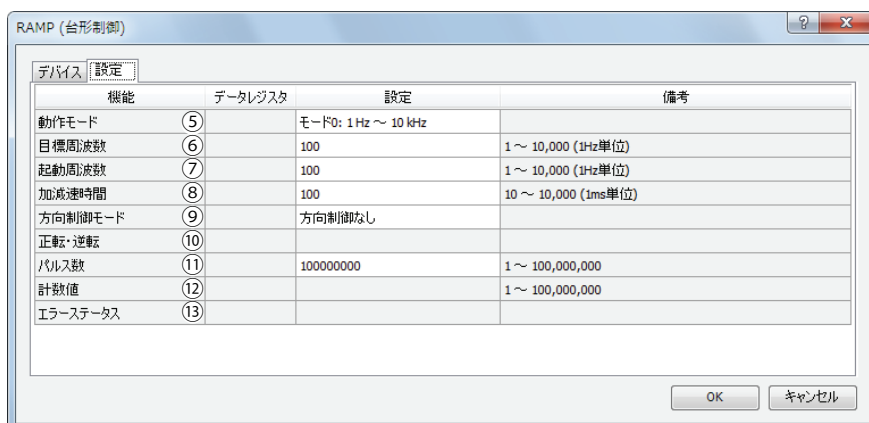 RAMP (台形制御)
デバイス 設定
機能 データレジスタ 設定 備考
動作モード ⑤ モード0: 1 Hz ～ 10 kHz
目標周波数 ⑥ 100 1 ～ 10,000 (1Hz単位)
起動周波数 ⑦ 100 1 ～ 10,000 (1Hz単位)
加減速時間 ⑧ 100 10 ～ 10,000 (1ms単位)
方向制御モード ⑨ 方向制御なし
正転・逆転 ⑩
パルス数 ⑪ 100000000 1 ～ 100,000,000
計数値 ⑫ 1 ～ 100,000,000
エラーステータス ⑬
OK キャンセル